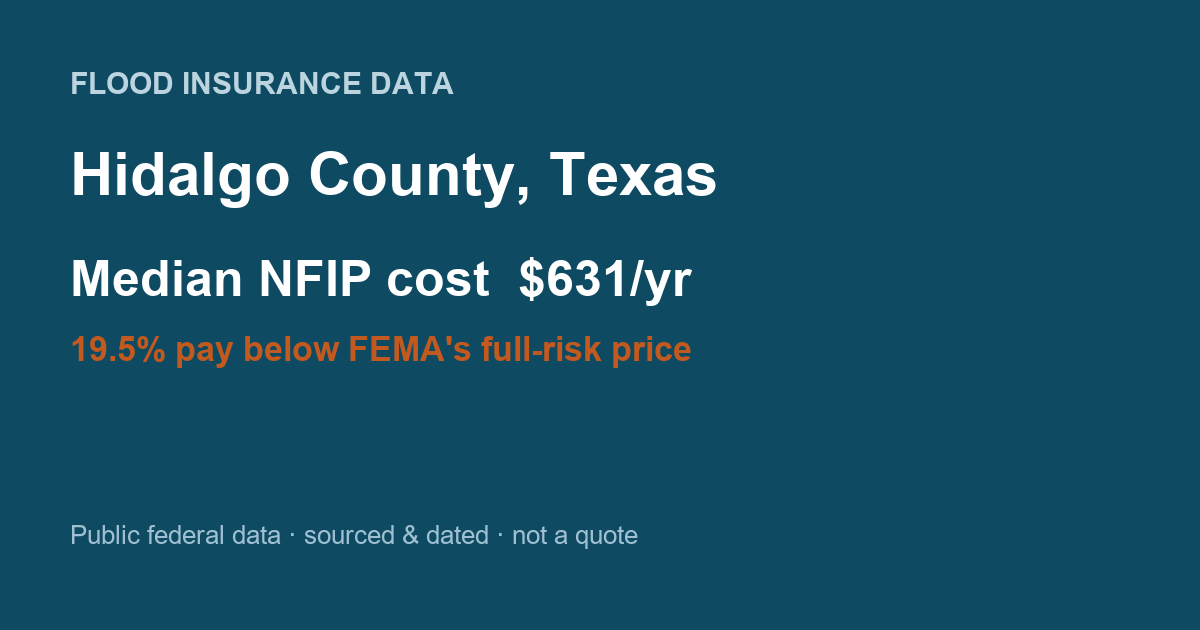 FLOOD INSURANCE DATA
Hidalgo County, Texas
Median NFIP cost  $631/yr
19.5% pay below FEMA's full-risk price
Public federal data · sourced & dated · not a quote